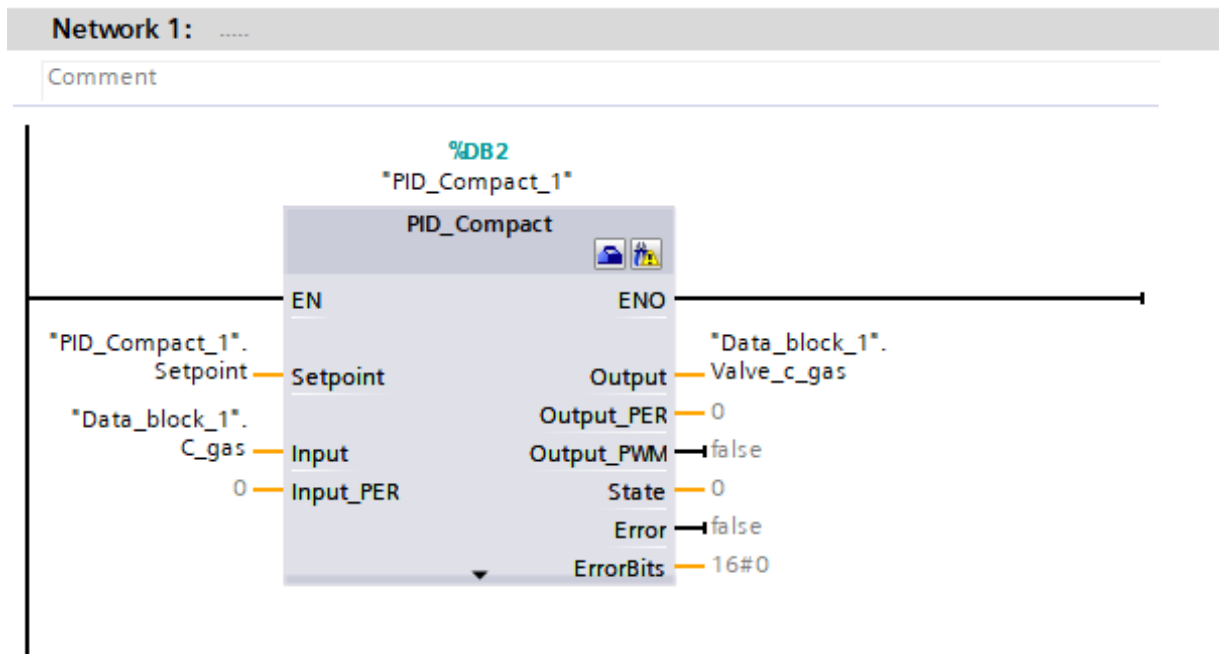 Network 1: .....
Comment
%DB2
"PID_Compact_1"
PID_Compact
EN ENO
"PID_Compact_1".
Setpoint Setpoint
"Data_block_1".
Valve_c_gas Output
Output_PER 0
"Data_block_1".
C_gas Input
Output_PWM false
0 Input_PER
State 0
Error false
ErrorBits 16#0